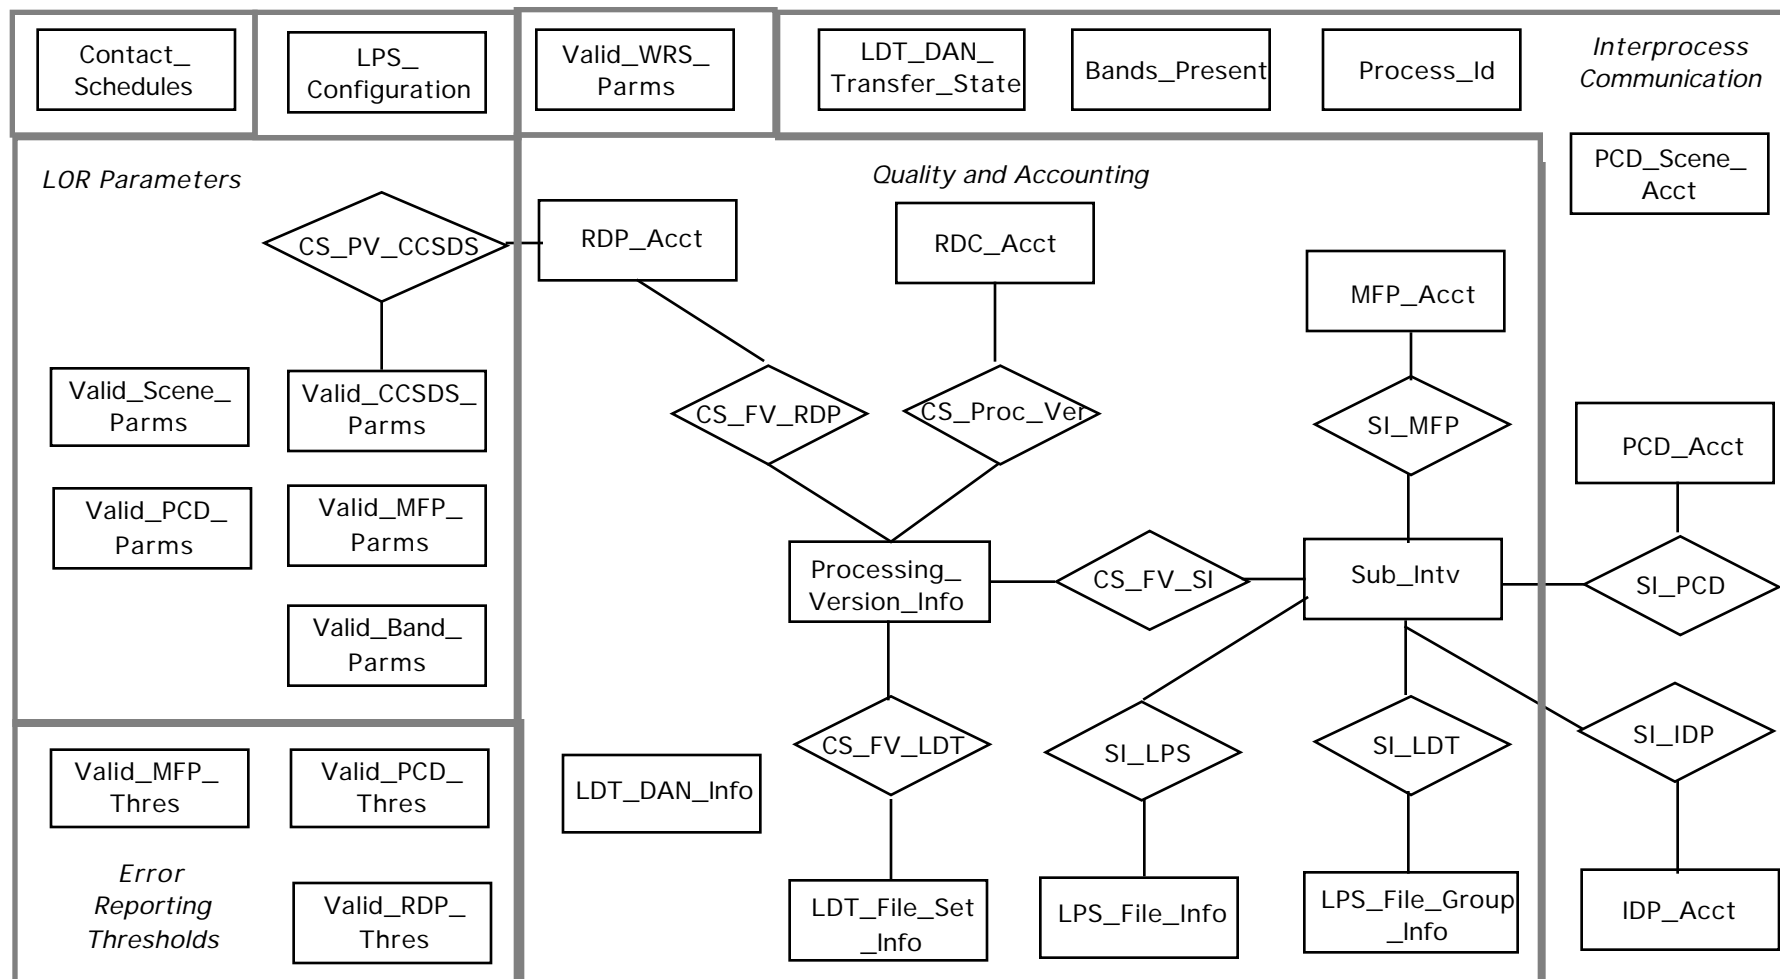 Contact_
Schedules
LPS_
Configuration
Valid_WRS_
Parms
LDT_DAN_
Transfer_State
Bands_Present
Process_Id
Interprocess
Communication
PCD_Scene_
Acct
LOR Parameters
Quality and Accounting
CS_PV_CCSDS
RDP_Acct
RDC_Acct
MFP_Acct
Valid_Scene_
Parms
Valid_CCSDS_
Parms
CS_FV_RDP
CS_Proc_Ver
SI_MFP
PCD_Acct
Valid_PCD_
Parms
Valid_MFP_
Parms
Processing_
Version_Info
CS_FV_SI
Sub_Intv
SI_PCD
Valid_Band_
Parms
CS_FV_LDT
SI_LPS
SI_LDT
SI_IDP
Valid_MFP_
Thres
Valid_PCD_
Thres
LDT_DAN_Info
Error
Reporting
Thresholds
Valid_RDP_
Thres
LDT_File_Set
_Info
LPS_File_Info
LPS_File_Group
_Info
IDP_Acct